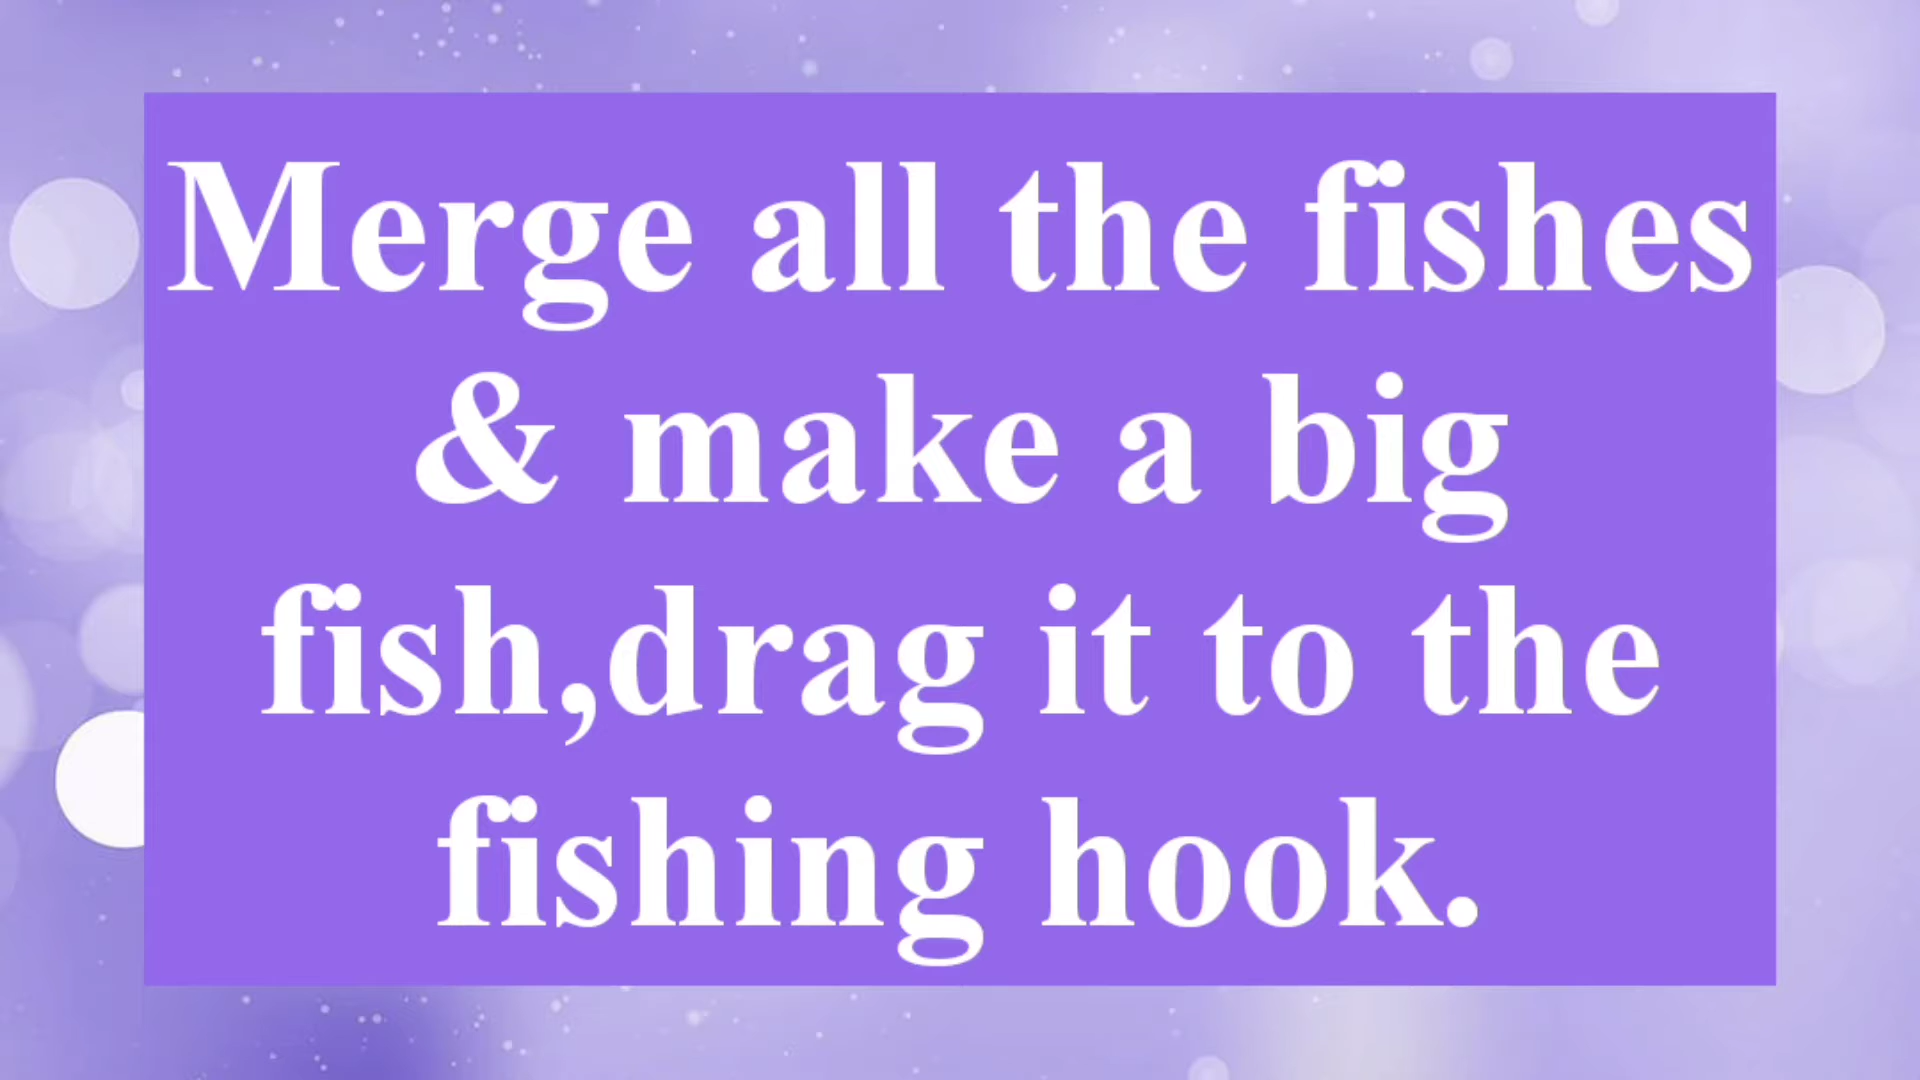 Merge all the fishes
& make a big
fish,drag it to the
fishing hook.